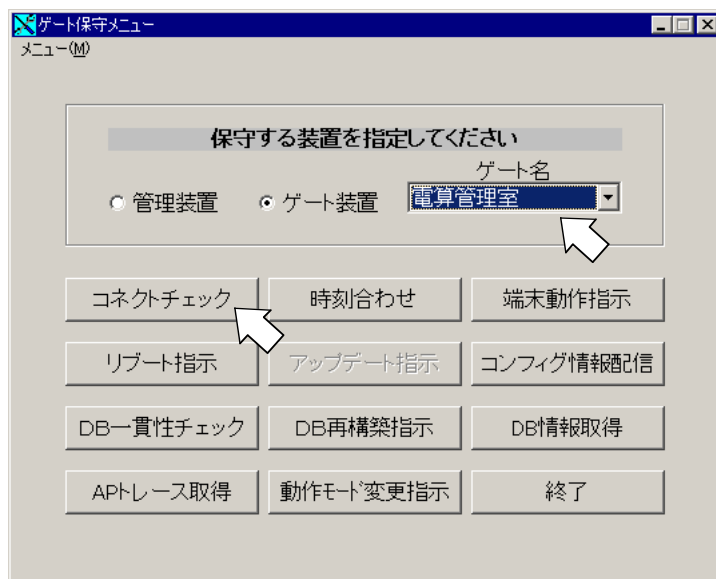 ゲート保守メニュー
メニュー(M)
保守する装置を指定してください
ゲート名
管理装置 ゲート装置 電算管理室
コネクトチェック 時刻合わせ 端末動作指示
リブート指示 アップデート指示 コンフィグ情報配信
DB一貫性チェック DB再構築指示 DB情報取得
APトレース取得 動作モード変更指示 終了